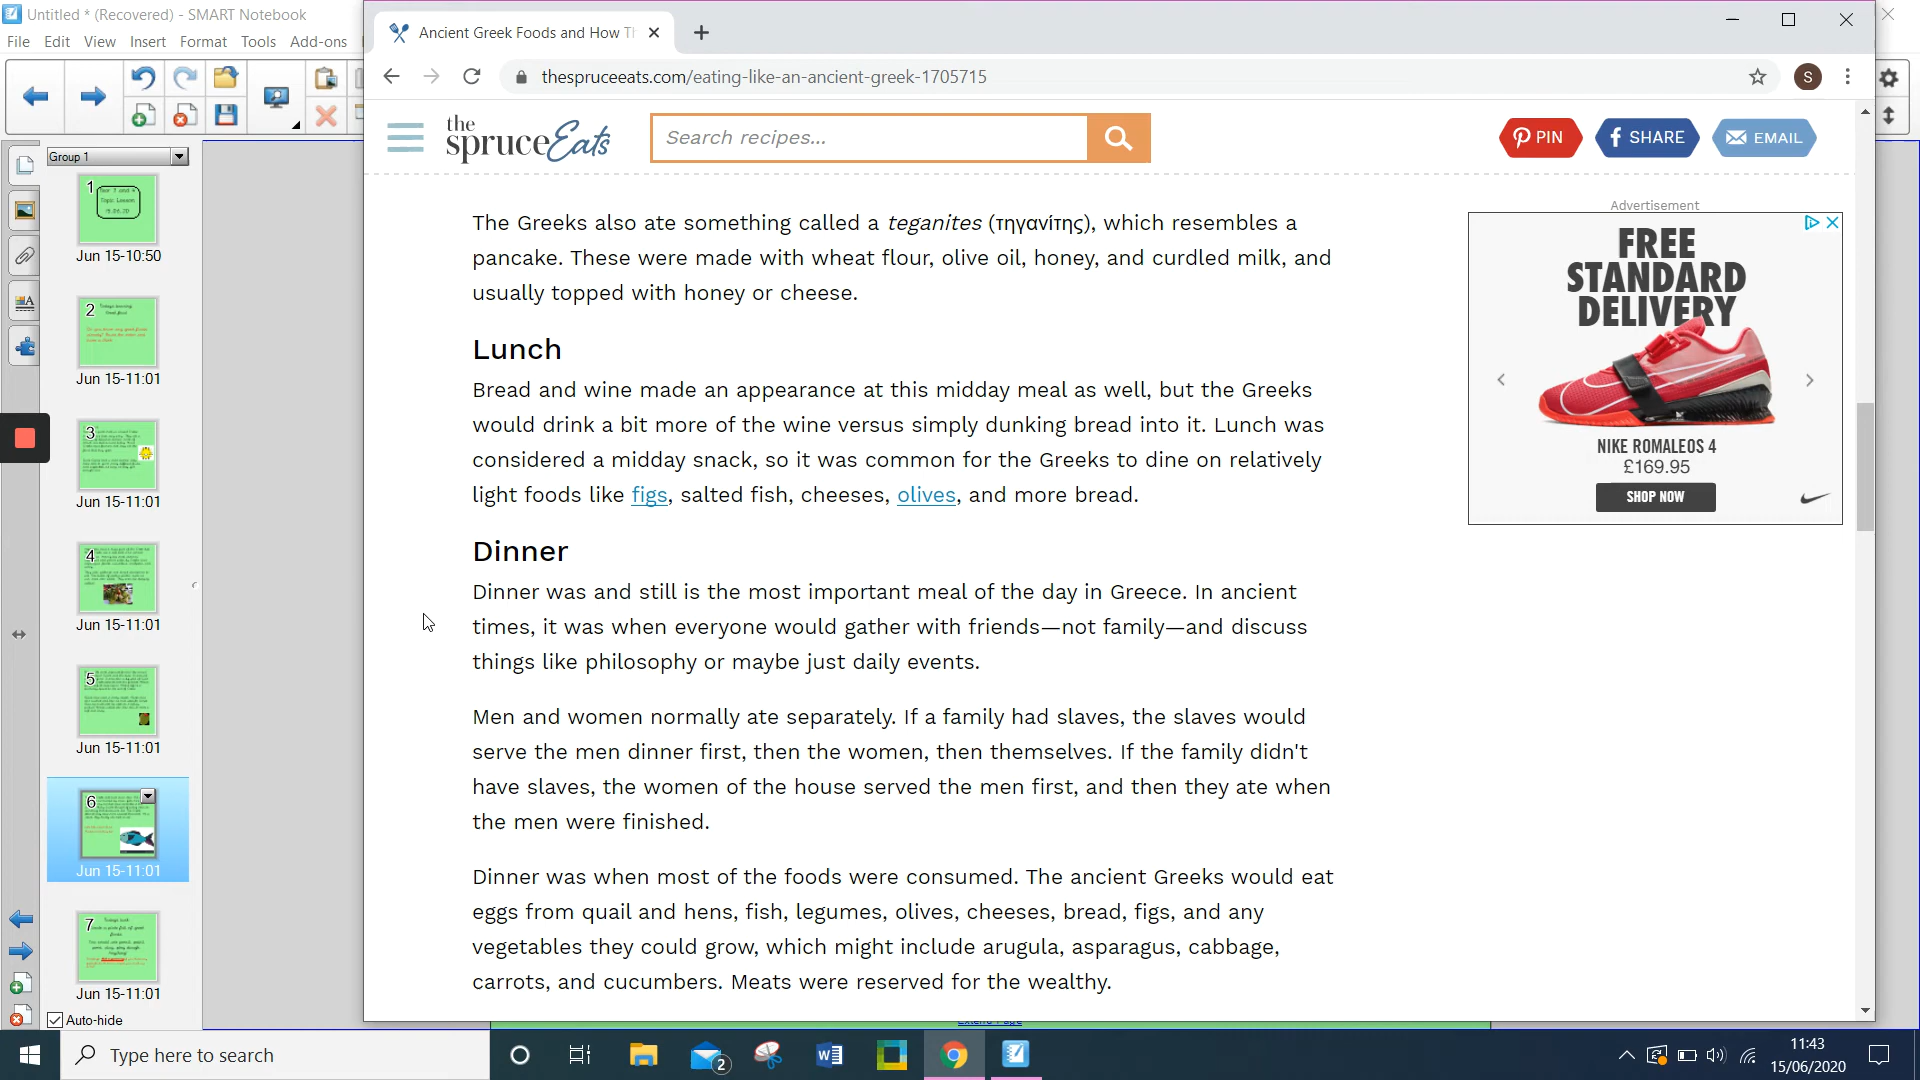 Untitled * (Recovered) - SMART Notebook
File Edit View Insert Format Tools Add-ons
Group 1
1
Jun 15-10:50
2
Jun 15-11:01
3
Jun 15-11:01
4
Jun 15-11:01
5
Jun 15-11:01
6
Jun 15-11:01
7
Jun 15-11:01
Auto-hide
Ancient Greek Foods and How Th
thespruceeats.com/eating-like-an-ancient-greek-1705715
S
the
spruceEats
Search recipes...
PIN
SHARE
EMAIL
The Greeks also ate something called a teganites (τηγανίτης), which resembles a
pancake. These were made with wheat flour, olive oil, honey, and curdled milk, and
usually topped with honey or cheese.
Lunch
Bread and wine made an appearance at this midday meal as well, but the Greeks
would drink a bit more of the wine versus simply dunking bread into it. Lunch was
considered a midday snack, so it was common for the Greeks to dine on relatively
light foods like figs, salted fish, cheeses, olives, and more bread.
Dinner
Dinner was and still is the most important meal of the day in Greece. In ancient
times, it was when everyone would gather with friends—not family—and discuss
things like philosophy or maybe just daily events.
Men and women normally ate separately. If a family had slaves, the slaves would
serve the men dinner first, then the women, then themselves. If the family didn't
have slaves, the women of the house served the men first, and then they ate when
the men were finished.
Dinner was when most of the foods were consumed. The ancient Greeks would eat
eggs from quail and hens, fish, legumes, olives, cheeses, bread, figs, and any
vegetables they could grow, which might include arugula, asparagus, cabbage,
carrots, and cucumbers. Meats were reserved for the wealthy.
Advertisement
FREE
STANDARD
DELIVERY
NIKE ROMALEOS 4
£169.95
SHOP NOW
Extend Page
Type here to search
2
11:43
15/06/2020